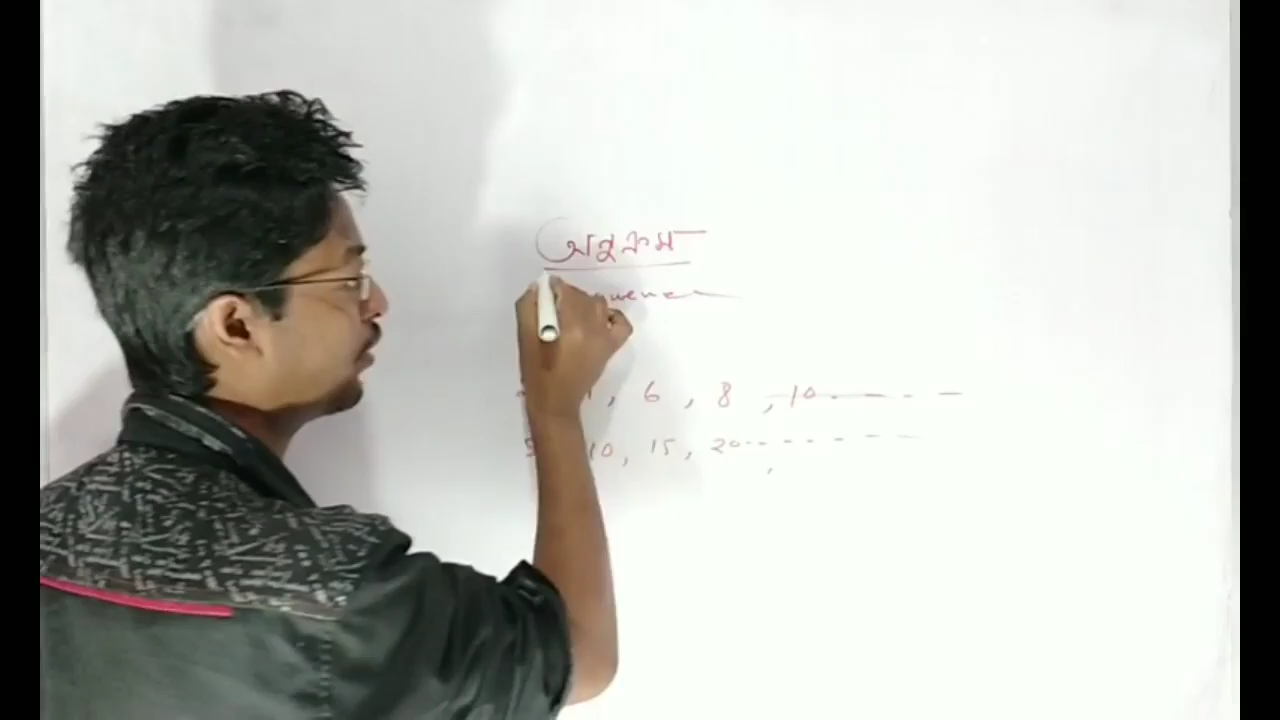 অনুক্রম
, 6 , 8 , 10 - - -
10, 15, 20 - - - - - -